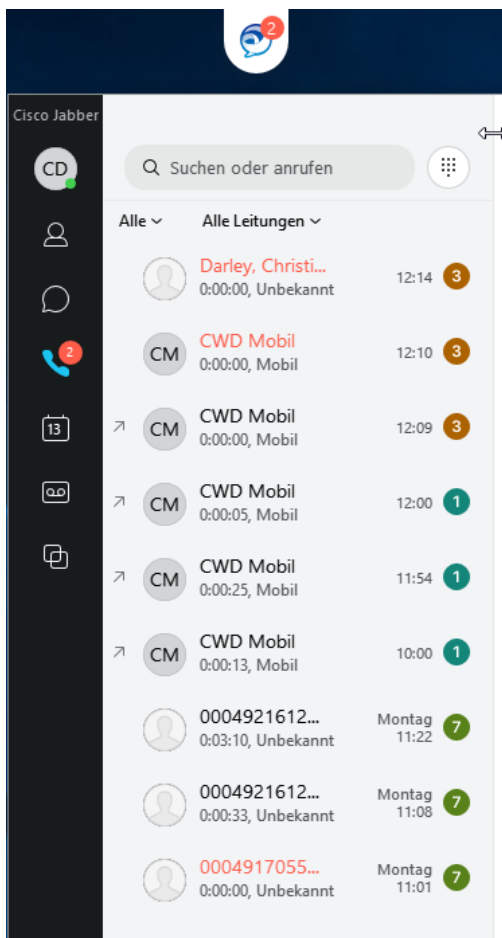 2
Cisco Jabber
CD
Suchen oder anrufen
Alle
Alle Leitungen
Darley, Christi...
0:00:00, Unbekannt
12:14
3
CM
CWD Mobil
0:00:00, Mobil
12:10
3
2
CM
CWD Mobil
0:00:00, Mobil
12:09
3
13
CM
CWD Mobil
0:00:05, Mobil
12:00
1
CM
CWD Mobil
0:00:25, Mobil
11:54
1
CM
CWD Mobil
0:00:13, Mobil
10:00
1
0004921612...
0:03:10, Unbekannt
Montag
11:22
7
0004921612...
0:00:33, Unbekannt
Montag
11:08
7
0004917055...
0:00:00, Unbekannt
Montag
11:01
7